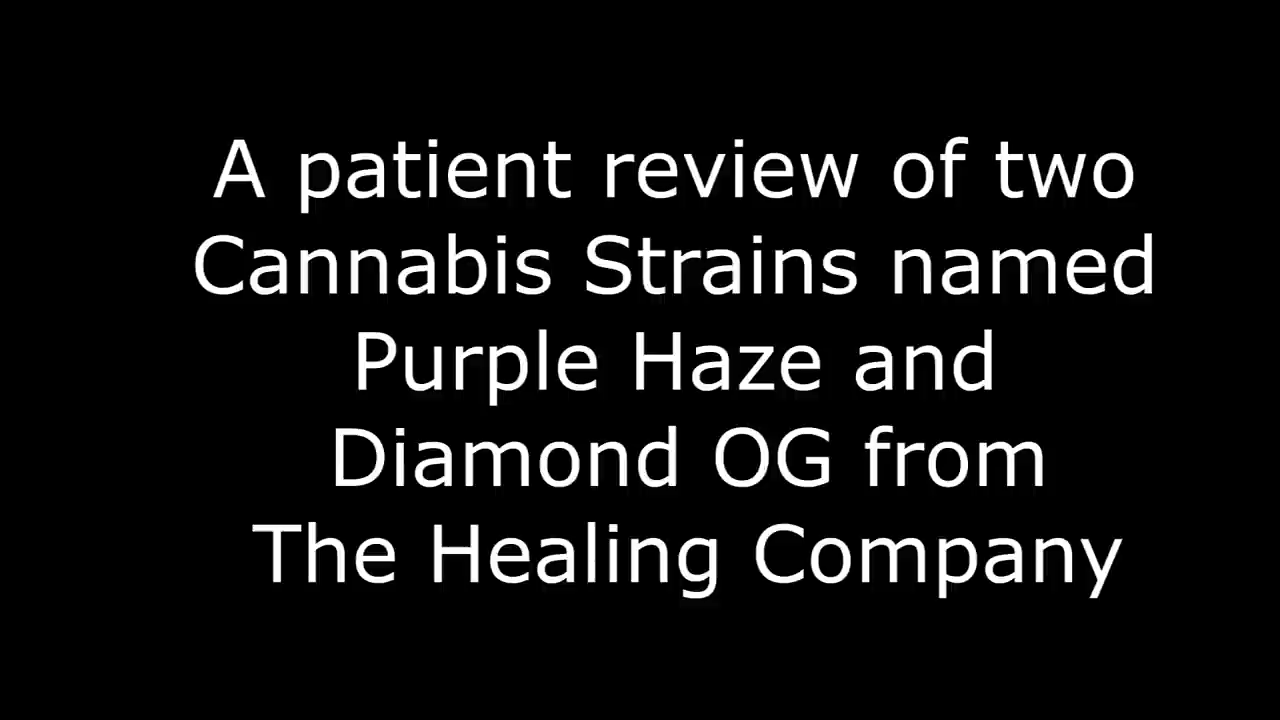 A patient review of two
Cannabis Strains named
Purple Haze and
Diamond OG from
The Healing Company